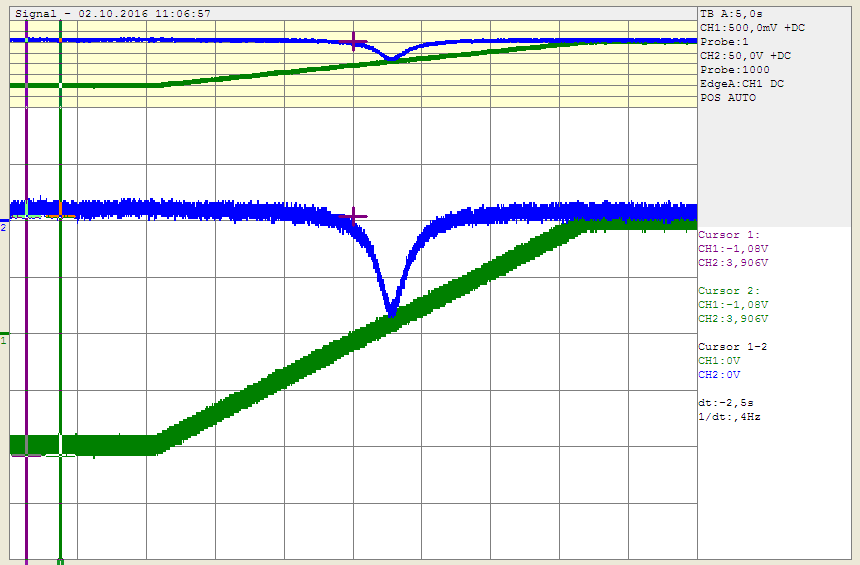 Signal - 02.10.2016 11:06:57
TB A:5,0s
CH1:500,0mV +DC
Probe:1
CH2:50,0V +DC
Probe:1000
EdgeA:CH1 DC
POS AUTO
2
1
Cursor 1:
CH1:-1,08V
CH2:3,906V
Cursor 2:
CH1:-1,08V
CH2:3,906V
Cursor 1-2
CH1:0V
CH2:0V
dt:-2,5s
1/dt:,4Hz